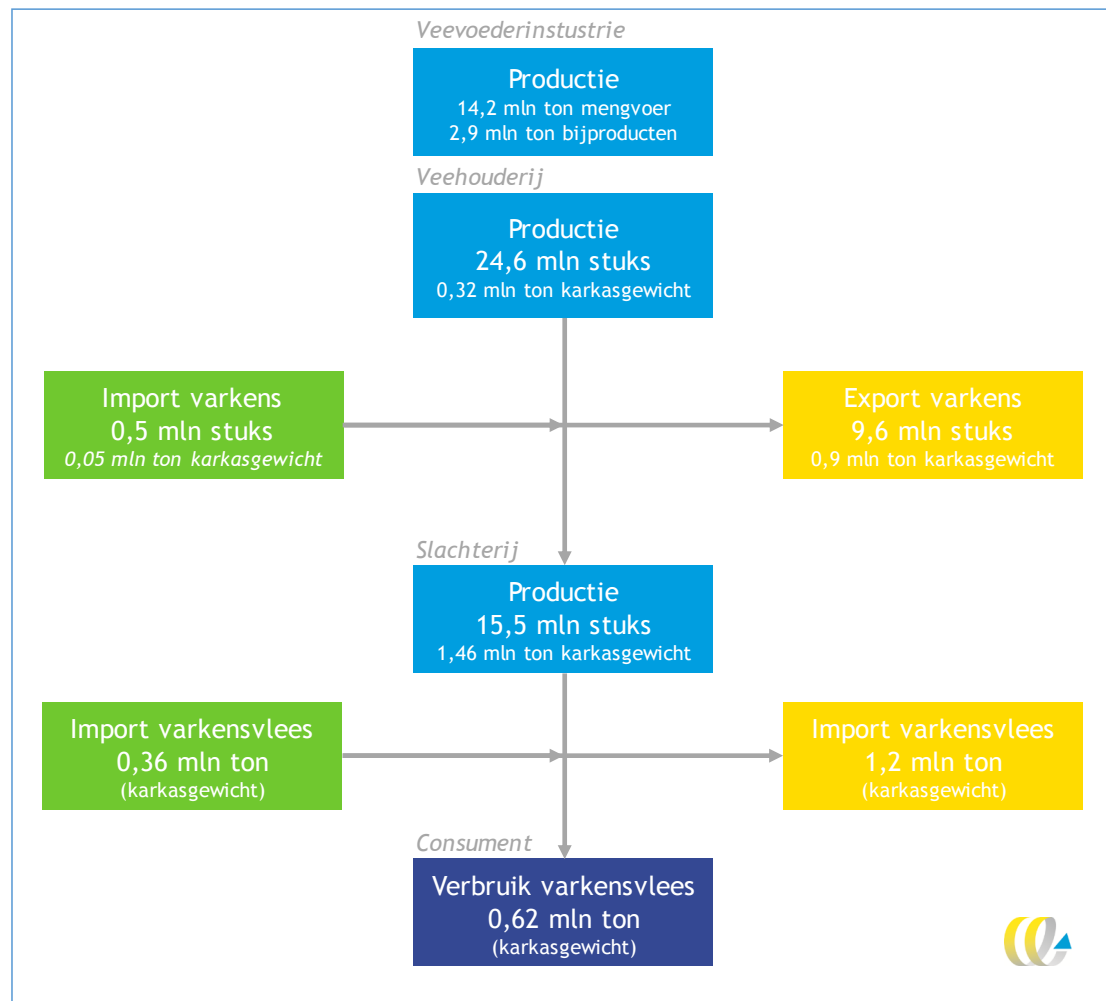 Veevoederinstustrie
Productie
14,2 mln ton mengvoer
2,9 mln ton bijproducten
Veehouderij
Productie
24,6 mln stuks
0,32 mln ton karkasgewicht
Import varkens
0,5 mln stuks
0,05 mln ton karkasgewicht
Export varkens
9,6 mln stuks
0,9 mln ton karkasgewicht
Slachterij
Productie
15,5 mln stuks
1,46 mln ton karkasgewicht
Import varkensvlees
0,36 mln ton
(karkasgewicht)
Import varkensvlees
1,2 mln ton
(karkasgewicht)
Consument
Verbruik varkensvlees
0,62 mln ton
(karkasgewicht)